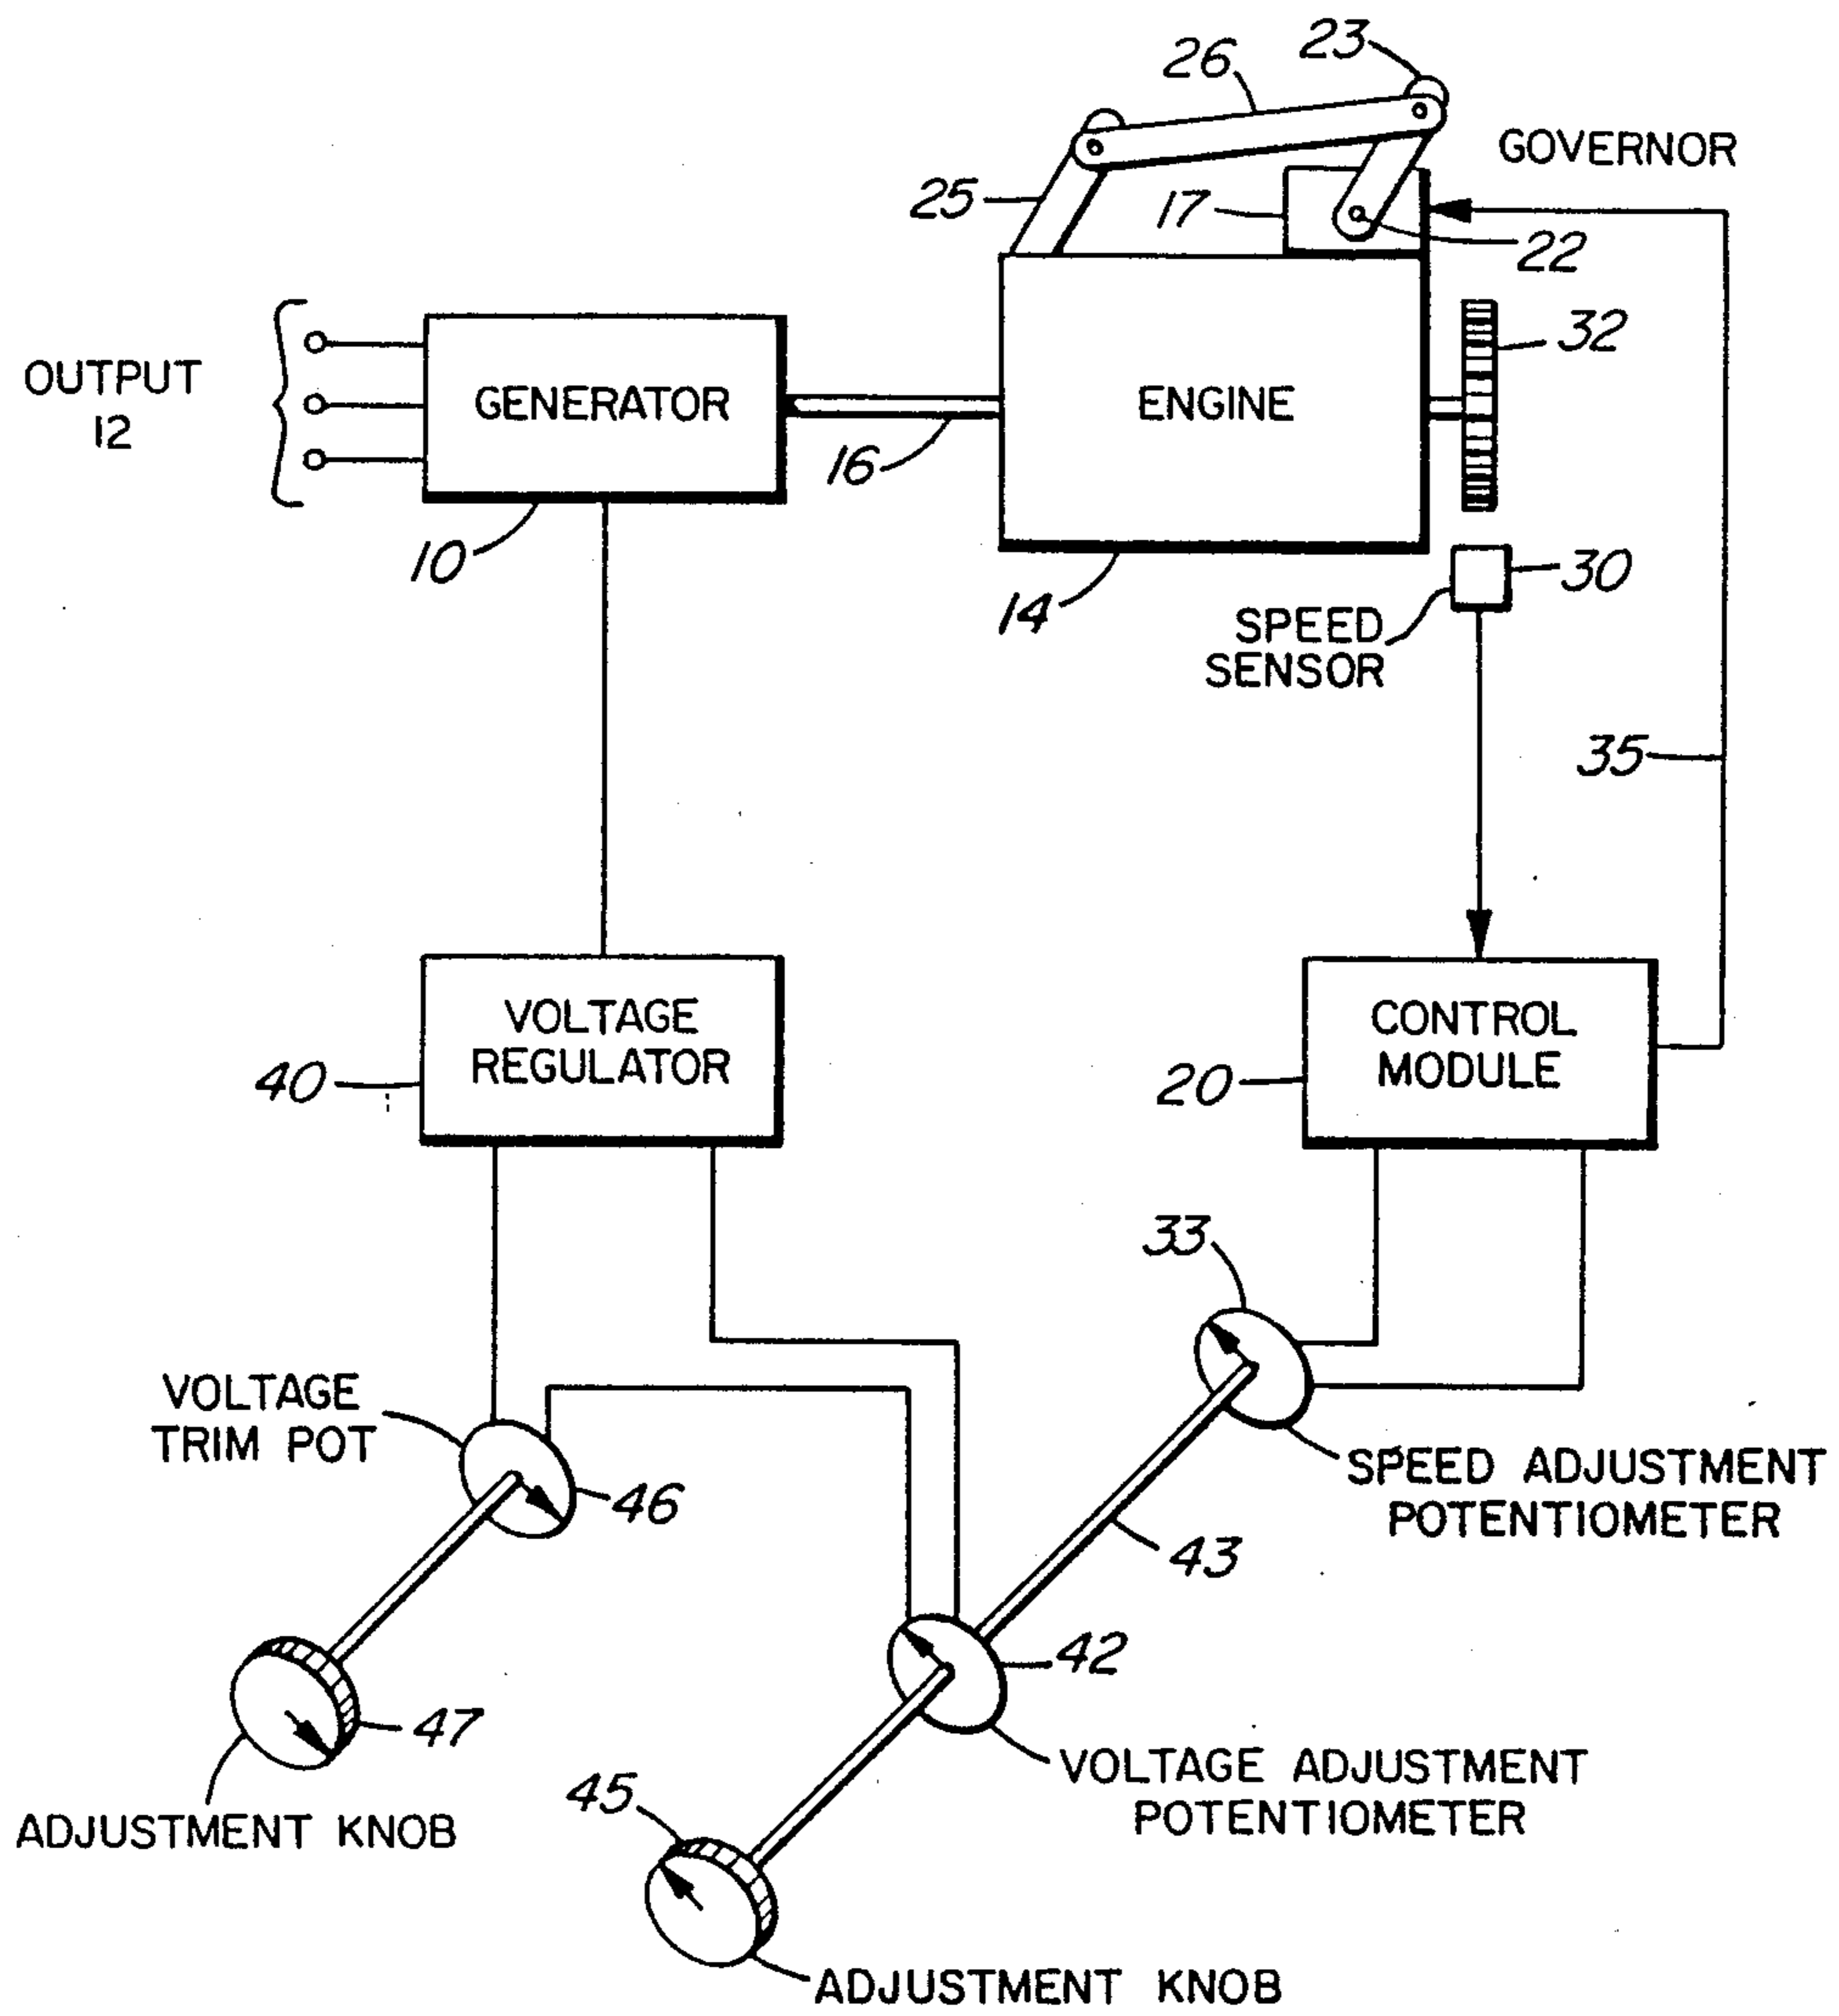 23
26
GOVERNOR
25
17
22
32
OUTPUT
12
GENERATOR
ENGINE
16
10
30
14
SPEED
SENSOR
35
VOLTAGE
REGULATOR
CONTROL
MODULE
40
20
33
VOLTAGE
TRIM POT
SPEED ADJUSTMENT
POTENTIOMETER
46
43
42
47
VOLTAGE ADJUSTMENT
POTENTIOMETER
45
ADJUSTMENT KNOB
ADJUSTMENT KNOB